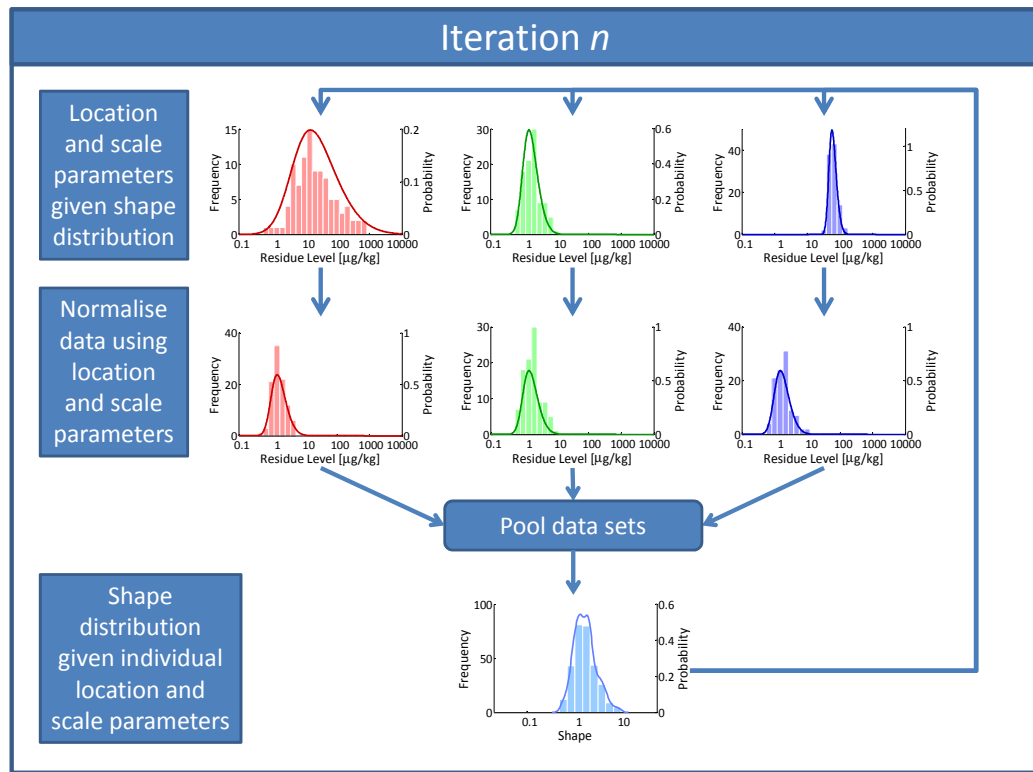 Iteration n
Location
and scale
parameters
given shape
distribution
15
10
5
0
Frequency
0.2
0.1
0
Probability
0.1 1 10 100 1000 10000
Residue Level [µg/kg]
30
20
10
0
Frequency
0.6
0.4
0.2
0
Probability
0.1 1 10 100 1000 10000
Residue Level [µg/kg]
40
20
0
Frequency
1
0.5
0
Probability
0.1 1 10 100 1000 10000
Residue Level [µg/kg]
Normalise
data using
location
and scale
parameters
40
20
0
Frequency
1
0.5
0
Probability
0.1 1 10 100 1000 10000
Residue Level [µg/kg]
30
20
10
0
Frequency
1
0.5
0
Probability
0.1 1 10 100 1000 10000
Residue Level [µg/kg]
40
20
0
Frequency
1
0.5
0
Probability
0.1 1 10 100 1000 10000
Residue Level [µg/kg]
Pool data sets
Shape
distribution
given individual
location and
scale parameters
100
50
0
Frequency
0.6
0.4
0.2
0
Probability
0.1 1 10
Shape